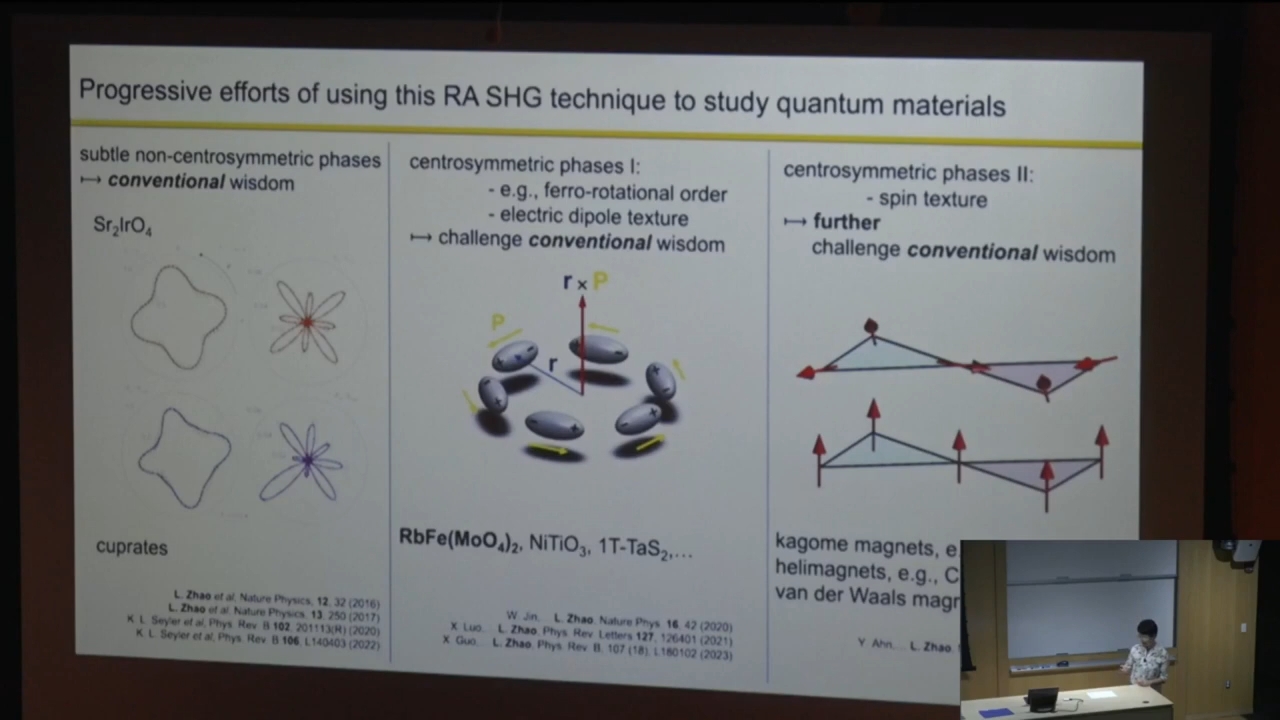 Progressive efforts of using this RA SHG technique to study quantum materials
subtle non-centrosymmetric phases
↦ conventional wisdom
Sr₂IrO₄
cuprates
L. Zhao et al. Nature Physics, 12, 32 (2016)
L. Zhao et al. Nature Physics, 13, 250 (2017)
K. L. Seyler et al, Phys. Rev. B 102, 201113(R) (2020)
K. L. Seyler et al, Phys. Rev. B 106, L140403 (2022)
centrosymmetric phases I:
- e.g., ferro-rotational order
- electric dipole texture
↦ challenge conventional wisdom
r × P
P
r
RbFe(MoO₄)₂, NiTiO₃, 1T-TaS₂,...
W. Jin, L. Zhao, Nature Phys. 16, 42 (2020)
X. Luo... L. Zhao, Phys. Rev. Letters 127, 126401 (2021)
X. Guo... L. Zhao, Phys. Rev. B, 107 (18), L180102 (2023)
centrosymmetric phases II:
- spin texture
↦ further
challenge conventional wisdom
kagome magnets, e.
helimagnets, e.g., C
van der Waals magn
Y. Ahn,... L. Zhao,